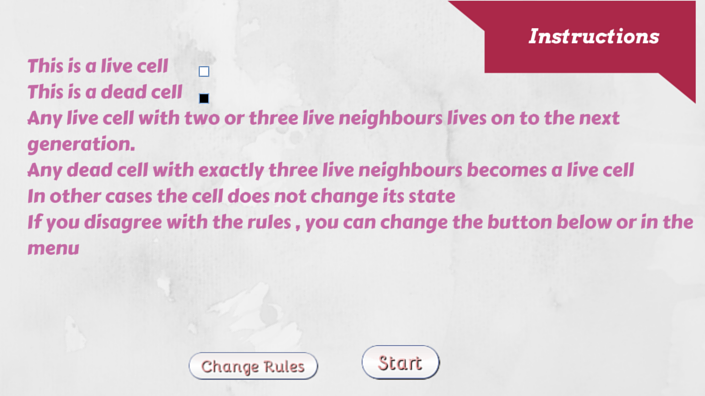 Instructions
This is a live cell
This is a dead cell
Any live cell with two or three live neighbours lives on to the next
generation.
Any dead cell with exactly three live neighbours becomes a live cell
In other cases the cell does not change its state
If you disagree with the rules , you can change the button below or in the
menu
Change Rules
Start